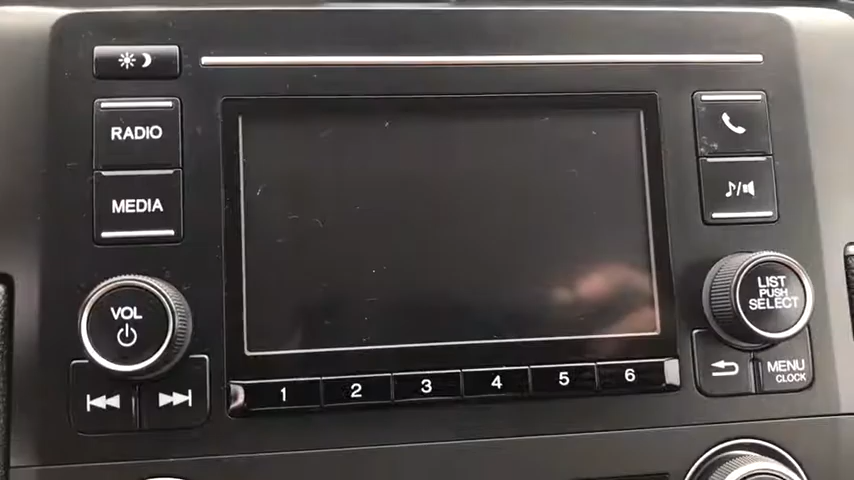 RADIO
MEDIA
VOL
1 2 3 4 5 6
LIST
PUSH
SELECT
MENU
CLOCK